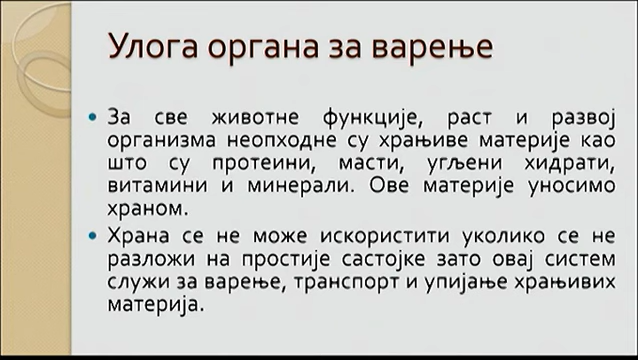 Улога органа за варење
За све животне функције, раст и развој
организма неопходне су храњиве материје као
што су протеини, масти, угљени хидрати,
витамини и минерали. Ове материје уносимо
храном.
Храна се не може искористити уколико се не
разложи на простије састојке зато овај систем
служи за варење, транспорт и упијање храњивих
материја.